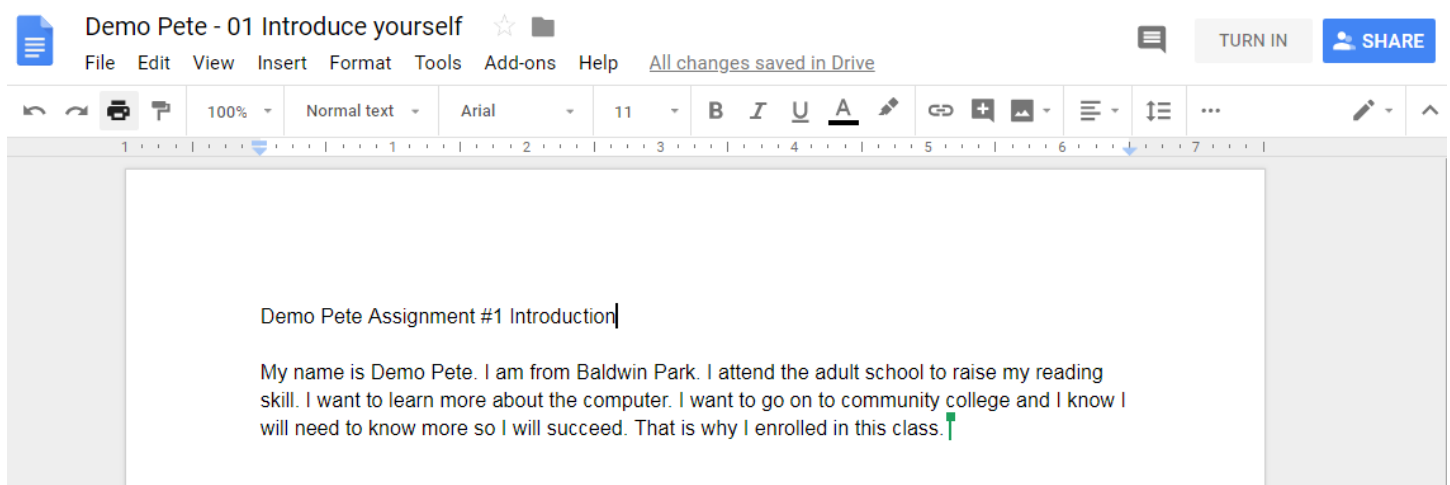 Demo Pete - 01 Introduce yourself
TURN IN
SHARE
File Edit View Insert Format Tools Add-ons Help All changes saved in Drive
100% Normal text Arial 11 B I U A
1 1 2 3 4 5 6 7
Demo Pete Assignment #1 Introduction
My name is Demo Pete. I am from Baldwin Park. I attend the adult school to raise my reading
skill. I want to learn more about the computer. I want to go on to community college and I know I
will need to know more so I will succeed. That is why I enrolled in this class.